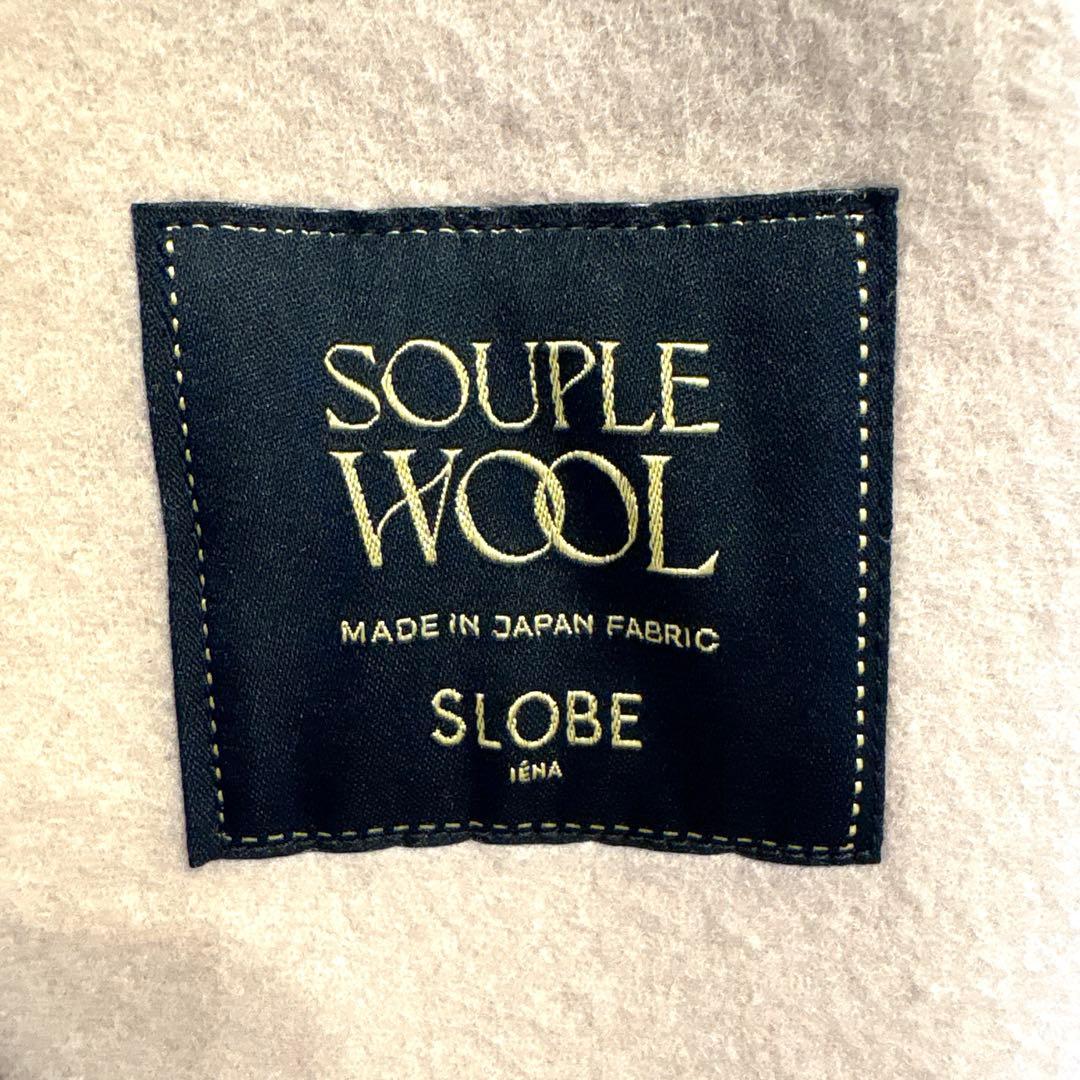 SOUPLE
WOOL
MADE IN JAPAN FABRIC
SLOBE
IÉNA